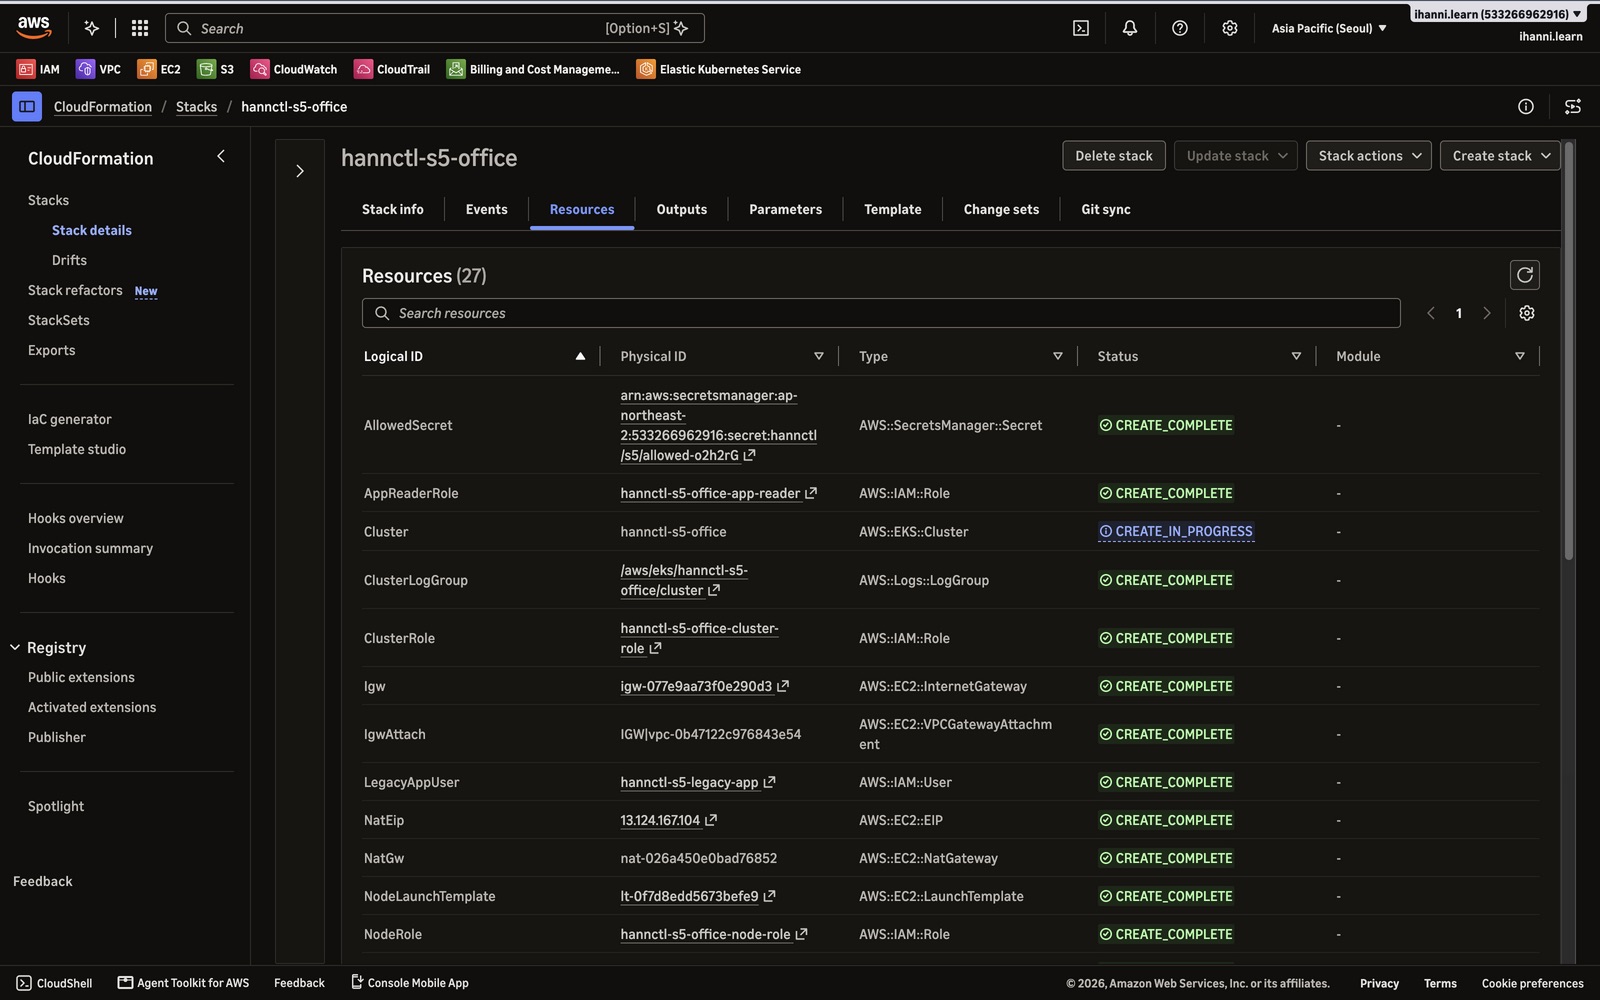 aws
Search
[Option+S]
Asia Pacific (Seoul)
ihanni.learn (533266962916)
ihanni.learn
IAM
VPC
EC2
S3
CloudWatch
CloudTrail
Billing and Cost Manageme...
Elastic Kubernetes Service
CloudFormation / Stacks / hannctl-s5-office
CloudFormation
Stacks
Stack details
Drifts
Stack refactors New
StackSets
Exports
IaC generator
Template studio
Hooks overview
Invocation summary
Hooks
Registry
Public extensions
Activated extensions
Publisher
Spotlight
Feedback
hannctl-s5-office
Delete stack
Update stack
Stack actions
Create stack
Stack info
Events
Resources
Outputs
Parameters
Template
Change sets
Git sync
Resources (27)
Search resources
1
Logical ID Physical ID Type Status Module
AllowedSecret
arn:aws:secretsmanager:ap-
northeast-
2:533266962916:secret:hannctl
/s5/allowed-o2h2rG
AWS::SecretsManager::Secret
CREATE_COMPLETE
-
AppReaderRole hannctl-s5-office-app-reader AWS::IAM::Role CREATE_COMPLETE -
Cluster hannctl-s5-office AWS::EKS::Cluster CREATE_IN_PROGRESS -
ClusterLogGroup
/aws/eks/hannctl-s5-
office/cluster
AWS::Logs::LogGroup
CREATE_COMPLETE
-
ClusterRole
hannctl-s5-office-cluster-
role
AWS::IAM::Role
CREATE_COMPLETE
-
Igw igw-077e9aa73f0e290d3 AWS::EC2::InternetGateway CREATE_COMPLETE -
IgwAttach
IGW|vpc-0b47122c976843e54
AWS::EC2::VPCGatewayAttachm
ent
CREATE_COMPLETE
-
LegacyAppUser hannctl-s5-legacy-app AWS::IAM::User CREATE_COMPLETE -
NatEip 13.124.167.104 AWS::EC2::EIP CREATE_COMPLETE -
NatGw nat-026a450e0bad76852 AWS::EC2::NatGateway CREATE_COMPLETE -
NodeLaunchTemplate lt-0f7d8edd5673befe9 AWS::EC2::LaunchTemplate CREATE_COMPLETE -
NodeRole hannctl-s5-office-node-role AWS::IAM::Role CREATE_COMPLETE -
CloudShell
Agent Toolkit for AWS
Feedback
Console Mobile App
© 2026, Amazon Web Services, Inc. or its affiliates.
Privacy
Terms
Cookie preferences